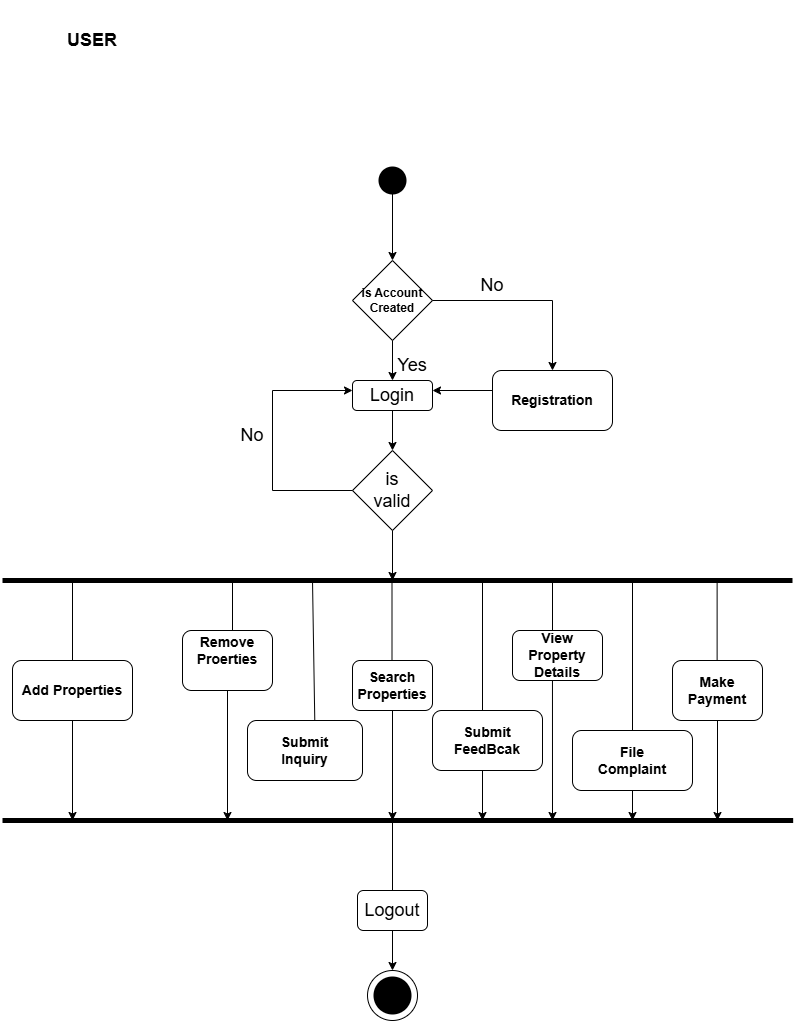 USER
is Account
Created
No
Yes
Login
Registration
No
is
valid
Remove
Proerties
View
Property
Details
Add Properties
Search
Properties
Make
Payment
Submit
Inquiry
Submit
FeedBcak
File
Complaint
Logout